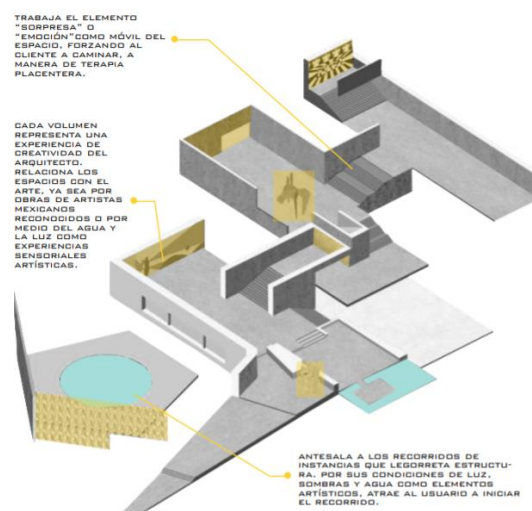 TRABAJA EL ELEMENTO
"SORPRESA" O
"EMOCIÓN"COMO MÓVIL DEL
ESPACIO, FORZANDO AL
CLIENTE A CAMINAR, A
MANERA DE TERAPIA
PLACENTERA.
CADA VOLUMEN
REPRESENTA UNA
EXPERIENCIA DE
CREATIVIDAD DEL
ARQUITECTO.
RELACIONA LOS
ESPACIOS CON EL
ARTE, YA SEA POR
OBRAS DE ARTISTAS
MEXICANOS
RECONOCIDOS O POR
MEDIO DEL AGUA Y
LA LUZ COMO
EXPERIENCIAS
SENSORIALES
ARTÍSTICAS.
ANTESALA A LOS RECORRIDOS DE
INSTANCIAS QUE LEGORRETA ESTRUCTU-
RA. POR SUS CONDICIONES DE LUZ,
SOMBRAS Y AGUA COMO ELEMENTOS
ARTÍSTICOS, ATRAE AL USUARIO A INICIAR
EL RECORRIDO.